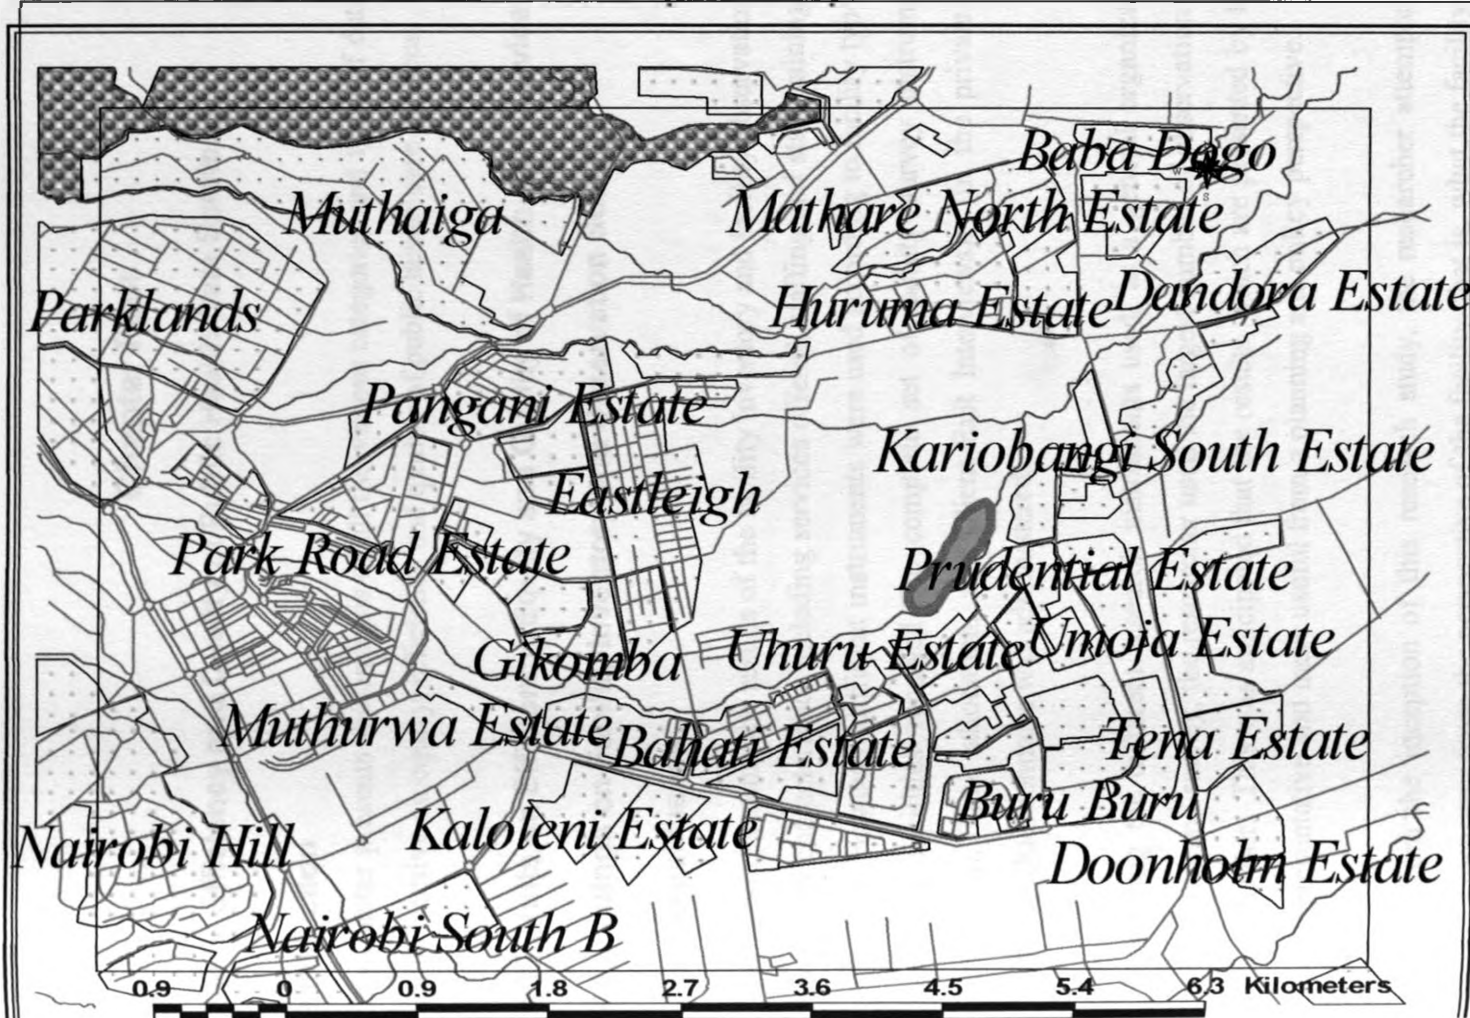 Baba Dogo
Muthaiga
Mathare North Estate
Parklands
Huruma Estate
Dandora Estate
Pangani Estate
Kariobangi South Estate
Eastleigh
Park Road Estate
Prudential Estate
Gikomba
Uhuru Estate
Umoja Estate
Muthurwa Estate
Bahati Estate
Tena Estate
Buru Buru
Nairobi Hill
Kaloleni Estate
Doonholm Estate
Nairobi South B
0.9 0 0.9 1.8 2.7 3.6 4.5 5.4 6.3 Kilometers